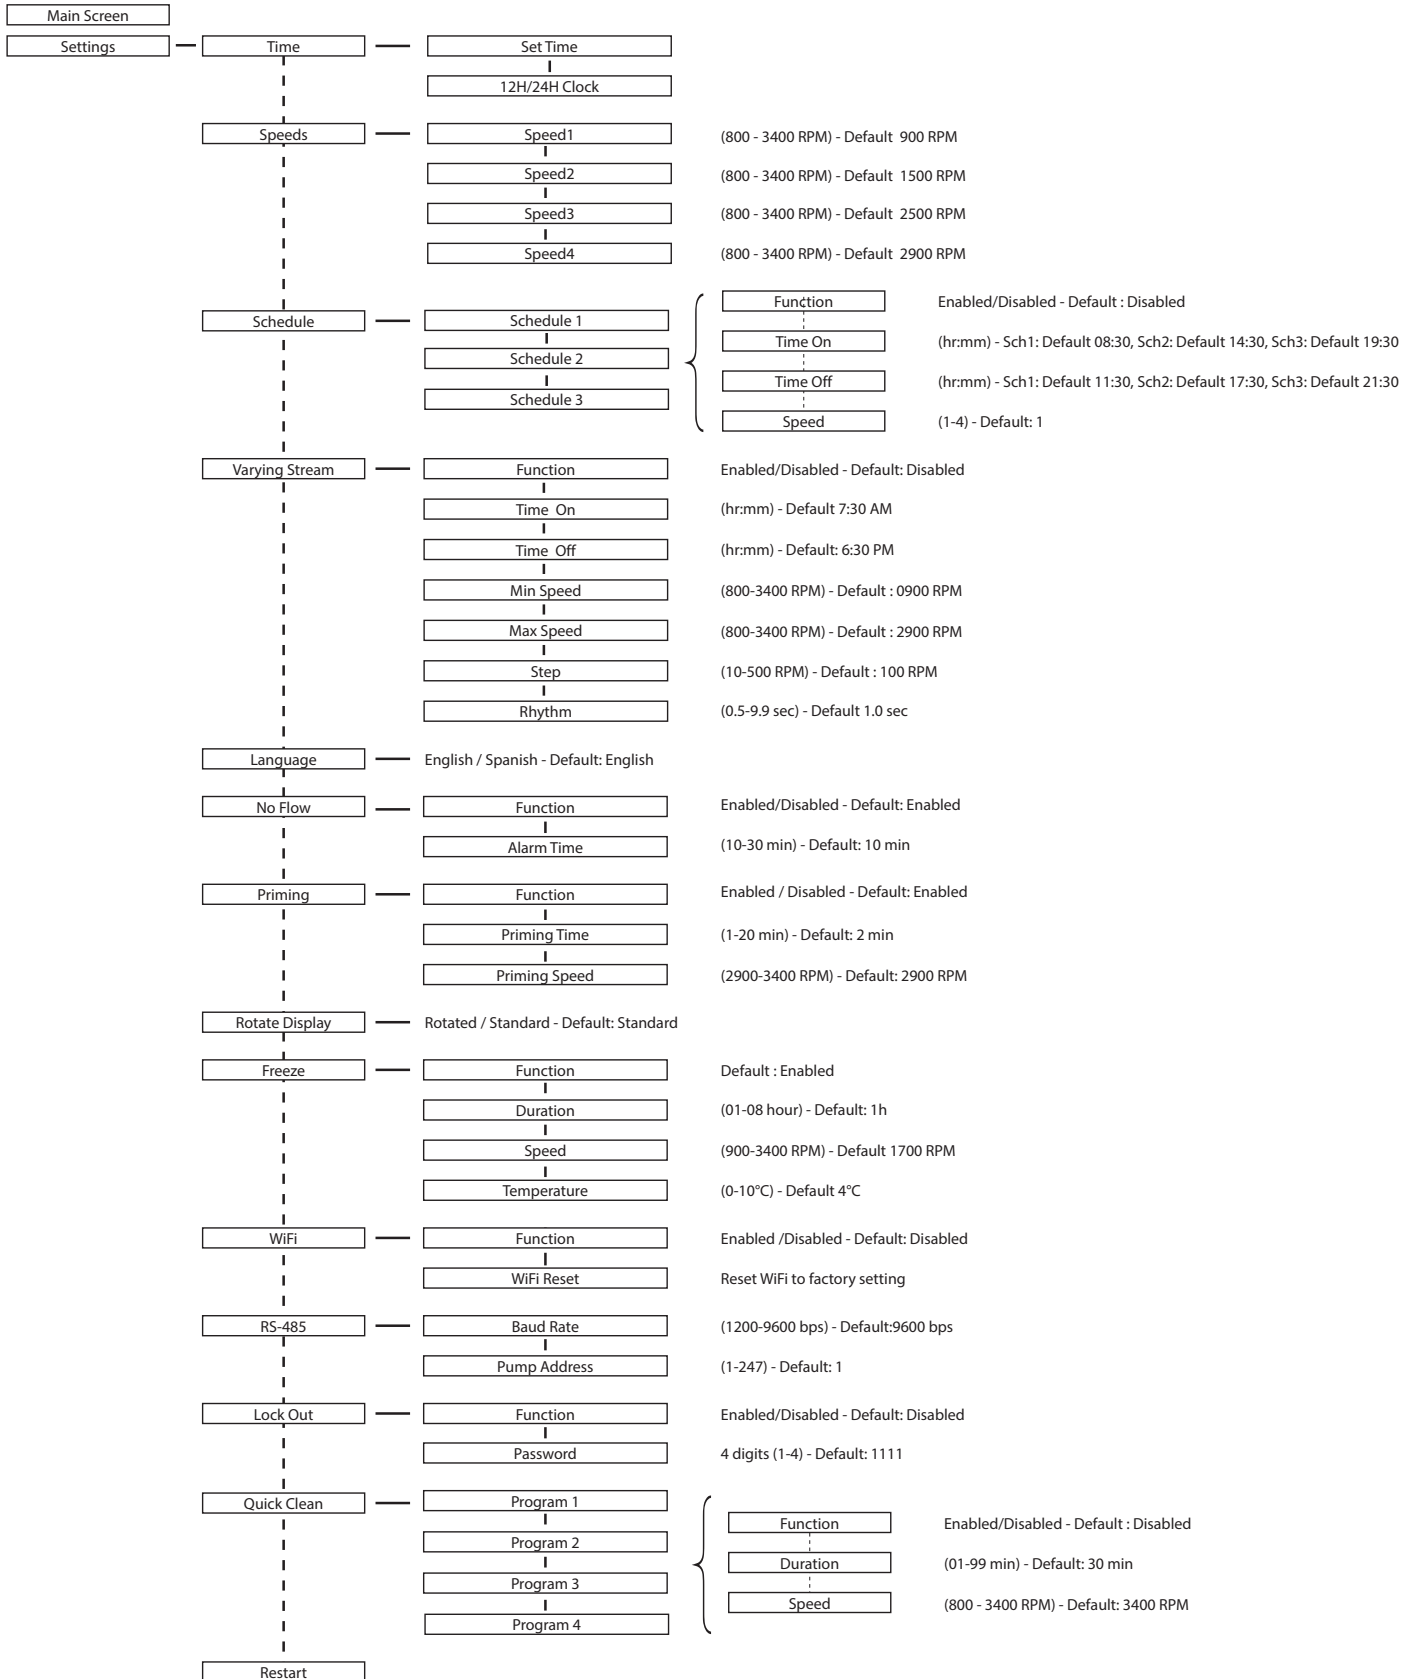 Main Screen
Settings
Time
Set Time
12H/24H Clock
Speeds
Speed1
(800 - 3400 RPM) - Default 900 RPM
Speed2
(800 - 3400 RPM) - Default 1500 RPM
Speed3
(800 - 3400 RPM) - Default 2500 RPM
Speed4
(800 - 3400 RPM) - Default 2900 RPM
Schedule
Schedule 1
Schedule 2
Schedule 3
Function
Enabled/Disabled - Default : Disabled
Time On
(hr:mm) - Sch1: Default 08:30, Sch2: Default 14:30, Sch3: Default 19:30
Time Off
(hr:mm) - Sch1: Default 11:30, Sch2: Default 17:30, Sch3: Default 21:30
Speed
(1-4) - Default: 1
Varying Stream
Function
Enabled/Disabled - Default: Disabled
Time On
(hr:mm) - Default 7:30 AM
Time Off
(hr:mm) - Default: 6:30 PM
Min Speed
(800-3400 RPM) - Default : 0900 RPM
Max Speed
(800-3400 RPM) - Default : 2900 RPM
Step
(10-500 RPM) - Default : 100 RPM
Rhythm
(0.5-9.9 sec) - Default 1.0 sec
Language
English / Spanish - Default: English
No Flow
Function
Enabled/Disabled - Default: Enabled
Alarm Time
(10-30 min) - Default: 10 min
Priming
Function
Enabled / Disabled - Default: Enabled
Priming Time
(1-20 min) - Default: 2 min
Priming Speed
(2900-3400 RPM) - Default: 2900 RPM
Rotate Display
Rotated / Standard - Default: Standard
Freeze
Function
Default : Enabled
Duration
(01-08 hour) - Default: 1h
Speed
(900-3400 RPM) - Default 1700 RPM
Temperature
(0-10°C) - Default 4°C
WiFi
Function
Enabled /Disabled - Default: Disabled
WiFi Reset
Reset WiFi to factory setting
RS-485
Baud Rate
(1200-9600 bps) - Default:9600 bps
Pump Address
(1-247) - Default: 1
Lock Out
Function
Enabled/Disabled - Default: Disabled
Password
4 digits (1-4) - Default: 1111
Quick Clean
Program 1
Program 2
Program 3
Program 4
Function
Enabled/Disabled - Default : Disabled
Duration
(01-99 min) - Default: 30 min
Speed
(800 - 3400 RPM) - Default: 3400 RPM
Restart